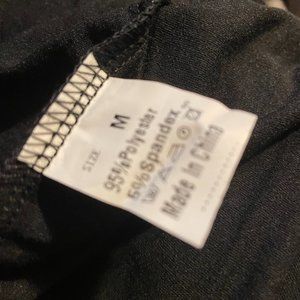 SIZE M
95%Polyester
5%Spandex
Made In China